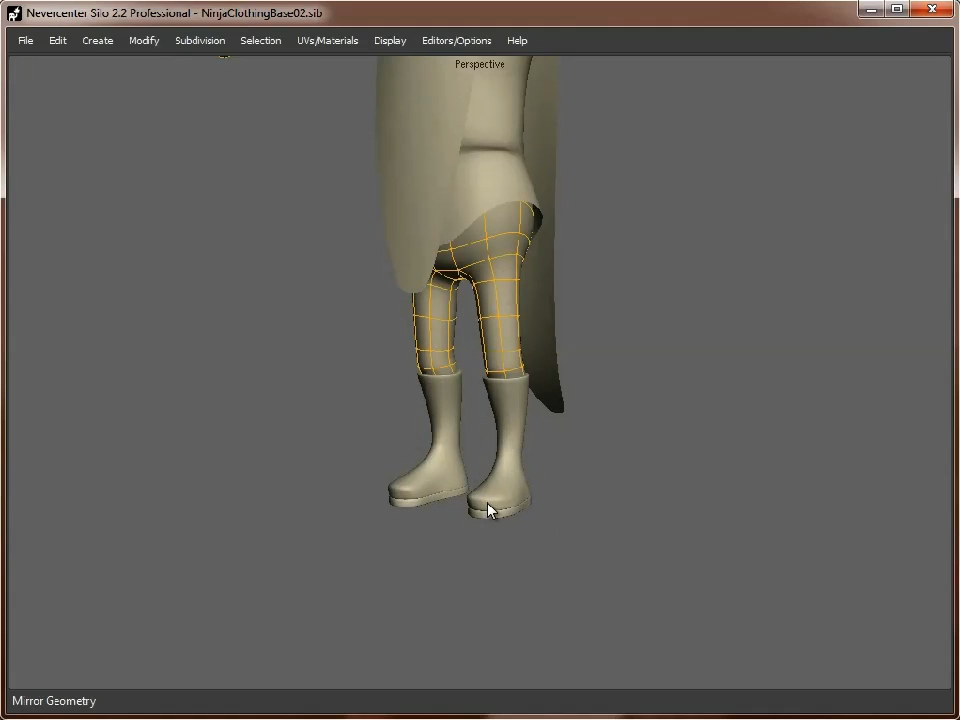 Nevercenter Silo 2.2 Professional - NinjaClothingBase02.sib
File Edit Create Modify Subdivision Selection UVs/Materials Display Editors/Options Help
Perspective
Mirror Geometry